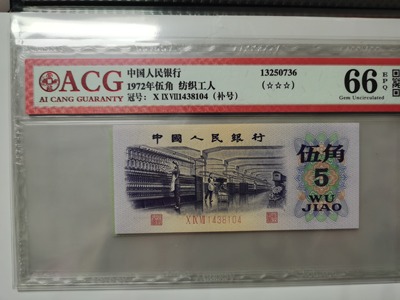 ACG
AI CANG GUARANTY
中国人民银行
1972年伍角 纺织工人
冠号: X IX VII 1438104 (补号)
13250736
(☆☆☆)
66 EPQ
Gem Uncirculated
中國人民銀行
伍角
5
WU
JIAO
X IX VII 1438104